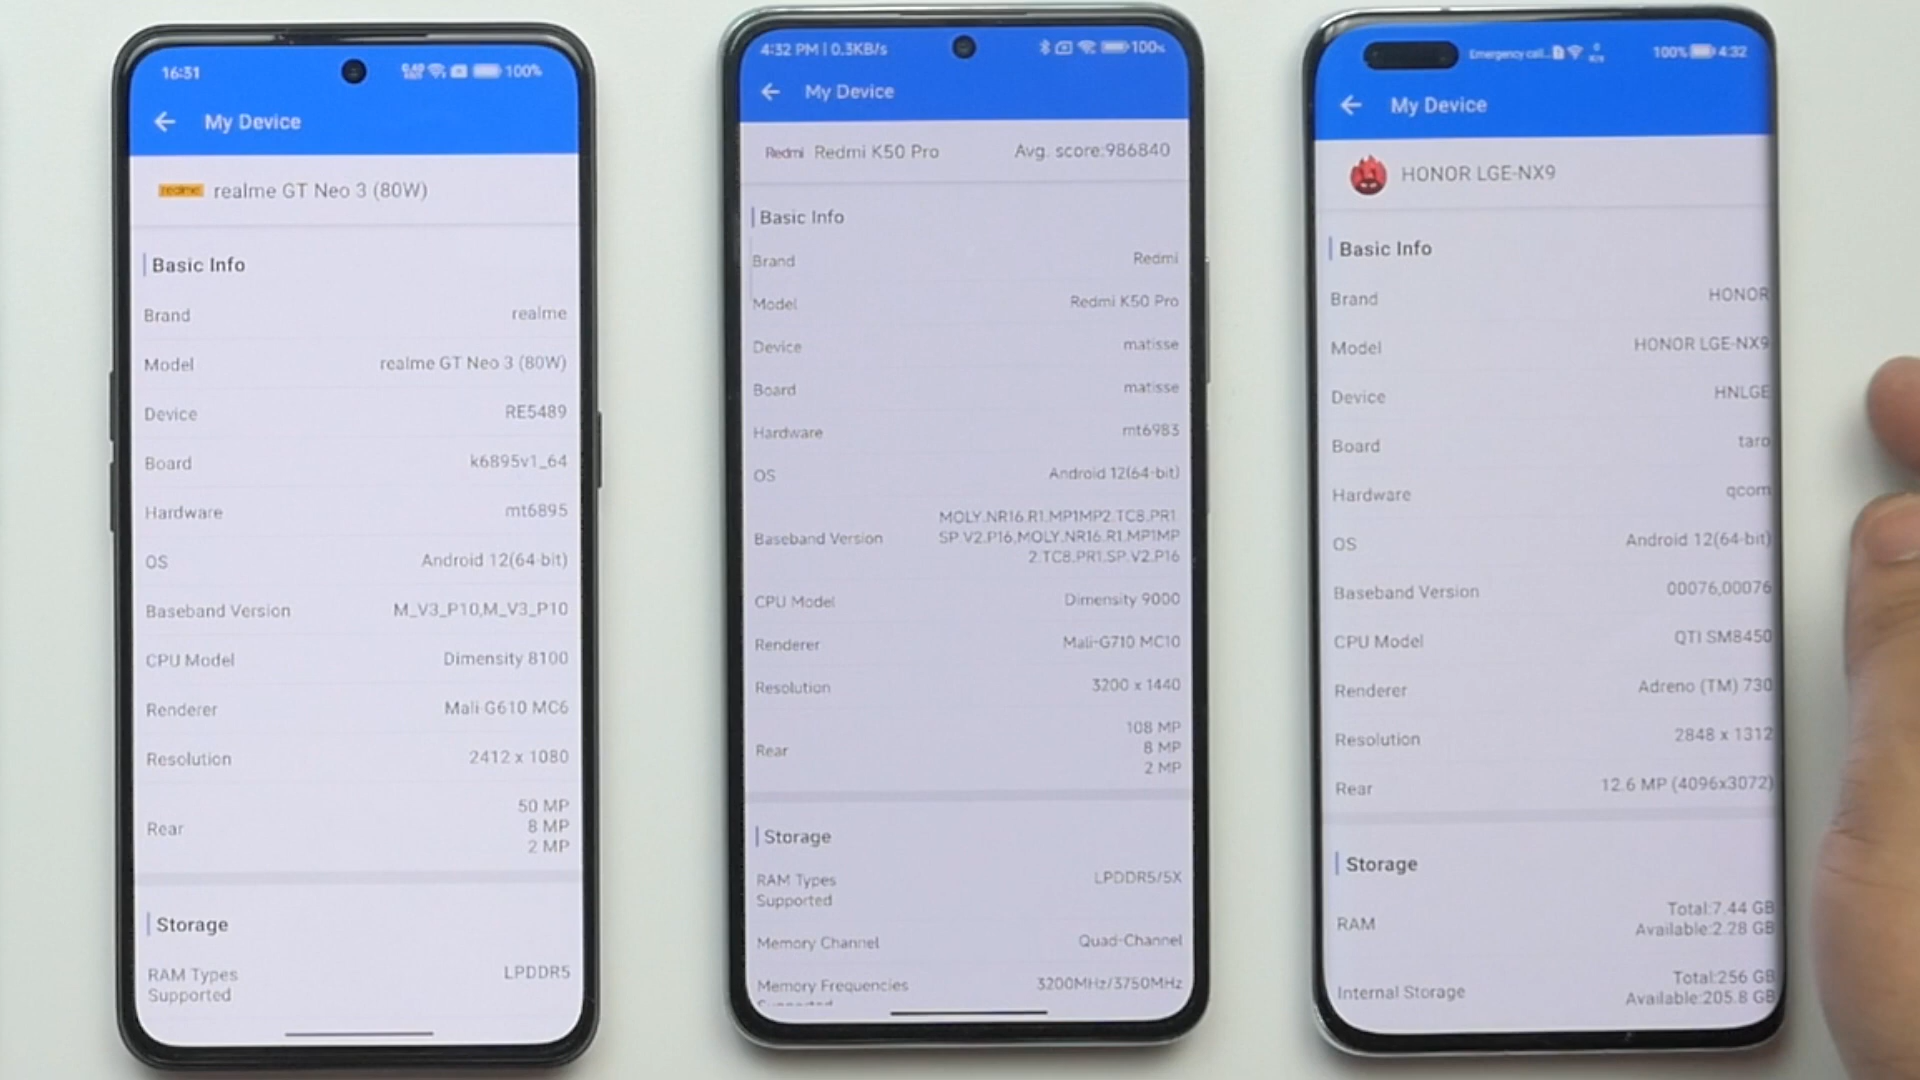 16:31
100%
My Device
realme realme GT Neo 3 (80W)
Basic Info
Brand realme
Model realme GT Neo 3 (80W)
Device RE5489
Board k6895v1_64
Hardware mt6895
OS Android 12(64-bit)
Baseband Version M_V3_P10,M_V3_P10
CPU Model Dimensity 8100
Renderer Mali-G610 MC6
Resolution 2412 x 1080
Rear
50 MP
8 MP
2 MP
Storage
RAM Types
Supported
LPDDR5
4:32 PM | 0.3KB/s
100%
My Device
Redmi Redmi K50 Pro Avg. score:986840
Basic Info
Brand Redmi
Model Redmi K50 Pro
Device matisse
Board matisse
Hardware mt6983
OS Android 12(64-bit)
Baseband Version
MOLY.NR16.R1.MP1MP2.TC8.PR1
SP.V2.P16,MOLY.NR16.R1.MP1MP
2.TC8.PR1.SP.V2.P16
CPU Model Dimensity 9000
Renderer Mali-G710 MC10
Resolution 3200 x 1440
Rear
108 MP
8 MP
2 MP
Storage
RAM Types
Supported
LPDDR5/5X
Memory Channel Quad-Channel
Memory Frequencies 3200MHz/3750MHz
Emergency call... 100% 4:32
My Device
HONOR LGE-NX9
Basic Info
Brand HONOR
Model HONOR LGE-NX9
Device HNLGE
Board taro
Hardware qcom
OS Android 12(64-bit)
Baseband Version 00076,00076
CPU Model QTI SM8450
Renderer Adreno (TM) 730
Resolution 2848 x 1312
Rear 12.6 MP (4096x3072)
Storage
RAM
Total:7.44 GB
Available:2.28 GB
Internal Storage
Total:256 GB
Available:205.8 GB